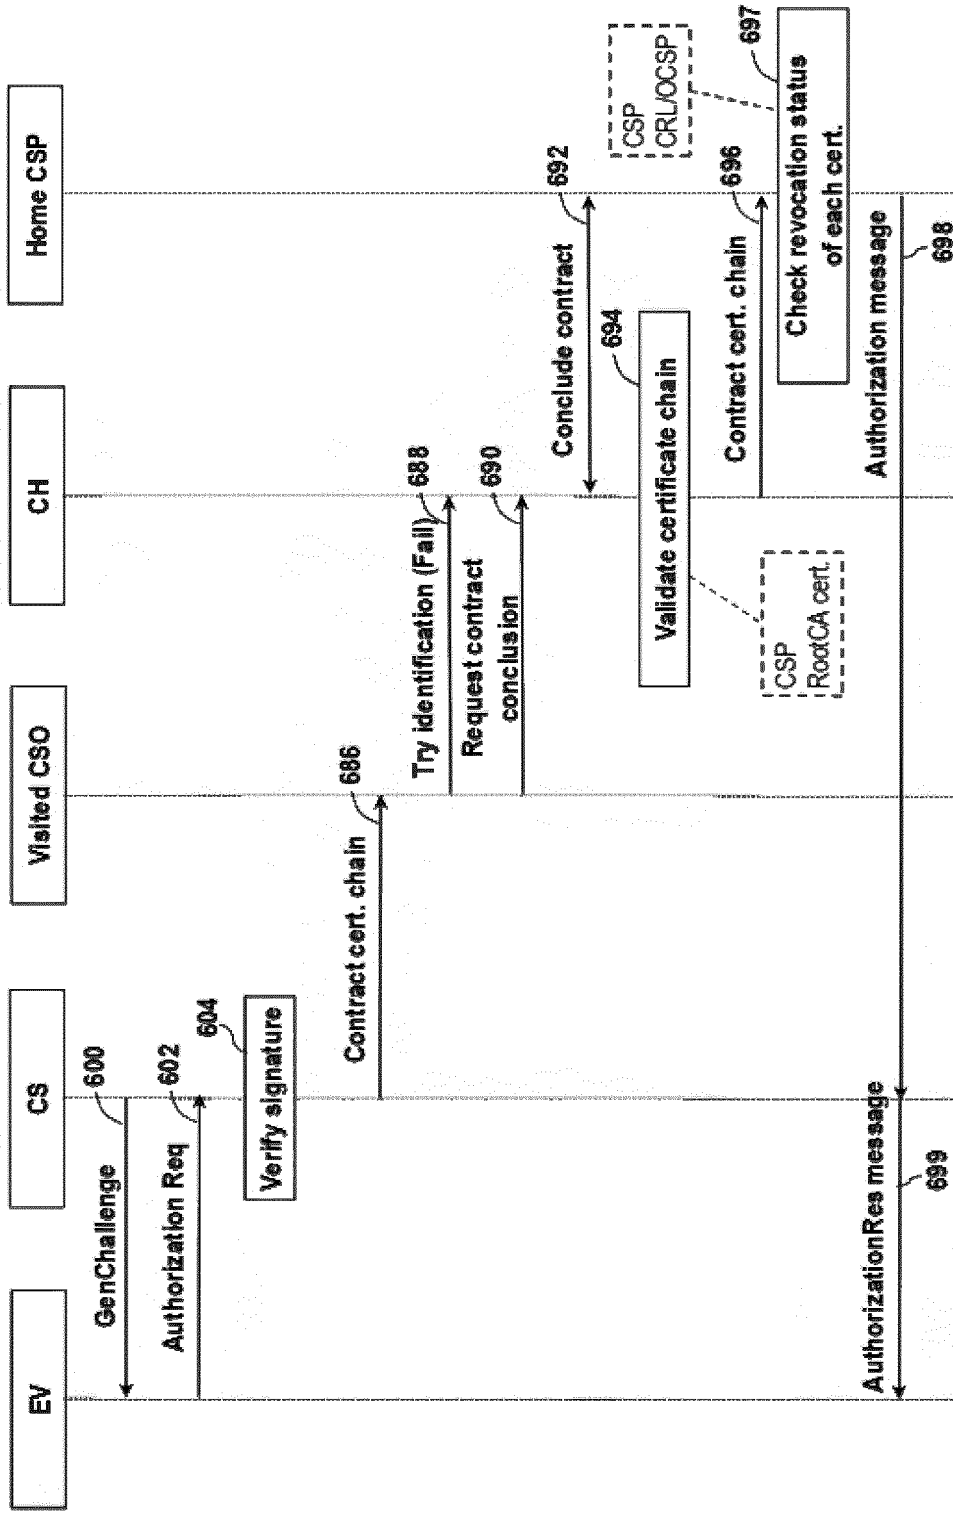 EV
CS
Visited CSO
CH
Home CSP
GenChallenge
600
Authorization Req
602
604
Verify signature
Contract cert. chain
686
Try identification (Fail)
688
Request contract
conclusion
690
Conclude contract
692
694
Validate certificate chain
CSP
RootCA cert.
CSP
CRL/OCSP
Contract cert. chain
696
697
Check revocation status
of each cert.
Authorization message
698
AuthorizationRes message
699